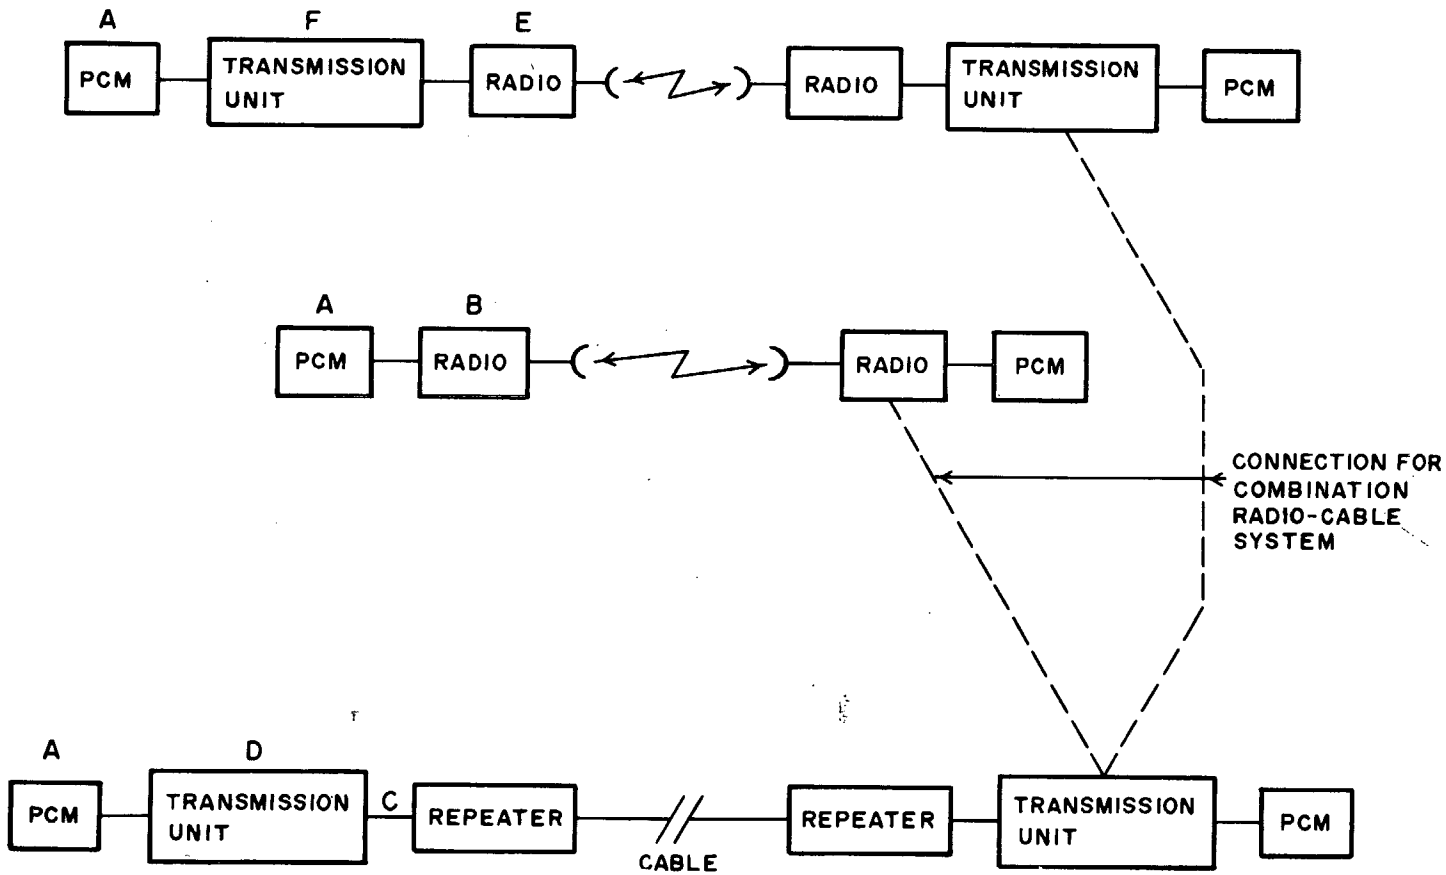 A F E
PCM TRANSMISSION UNIT RADIO RADIO TRANSMISSION UNIT PCM
A B
PCM RADIO RADIO PCM
CONNECTION FOR
COMBINATION
RADIO-CABLE
SYSTEM
A D
PCM TRANSMISSION UNIT C REPEATER REPEATER TRANSMISSION UNIT PCM
CABLE